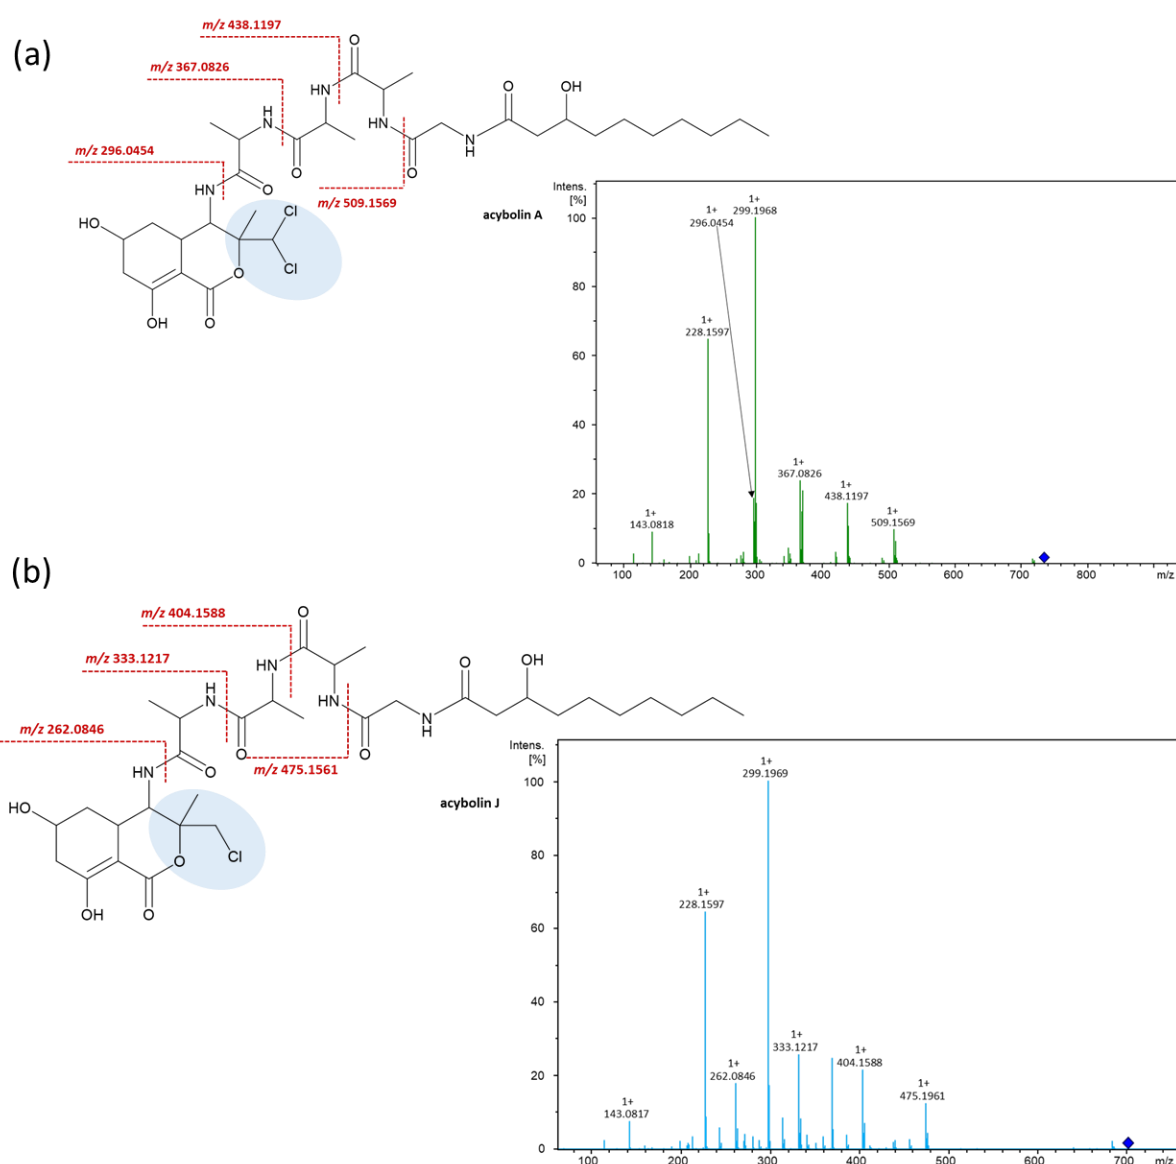 (a)
m/z 438.1197
m/z 367.0826
m/z 296.0454
m/z 509.1569
O
HN
H
N
O
O
HN
O
N
H
O
OH
HN
O
HO
Cl
Cl
O
OH
O
acybolin A
Intens.
[%]
100
80
60
40
20
0
1+
143.0818
1+
228.1597
1+
296.0454
1+
299.1968
1+
367.0826
1+
438.1197
1+
509.1569
100 200 300 400 500 600 700 800 m/z
(b)
m/z 404.1588
m/z 333.1217
m/z 262.0846
m/z 475.1561
O
HN
H
N
O
O
HN
O
N
H
O
OH
HN
O
HO
Cl
O
OH
O
acybolin J
Intens.
[%]
100
80
60
40
20
0
1+
143.0817
1+
228.1597
1+
262.0846
1+
299.1969
1+
333.1217
1+
404.1588
1+
475.1961
100 200 300 400 500 600 700 m/z